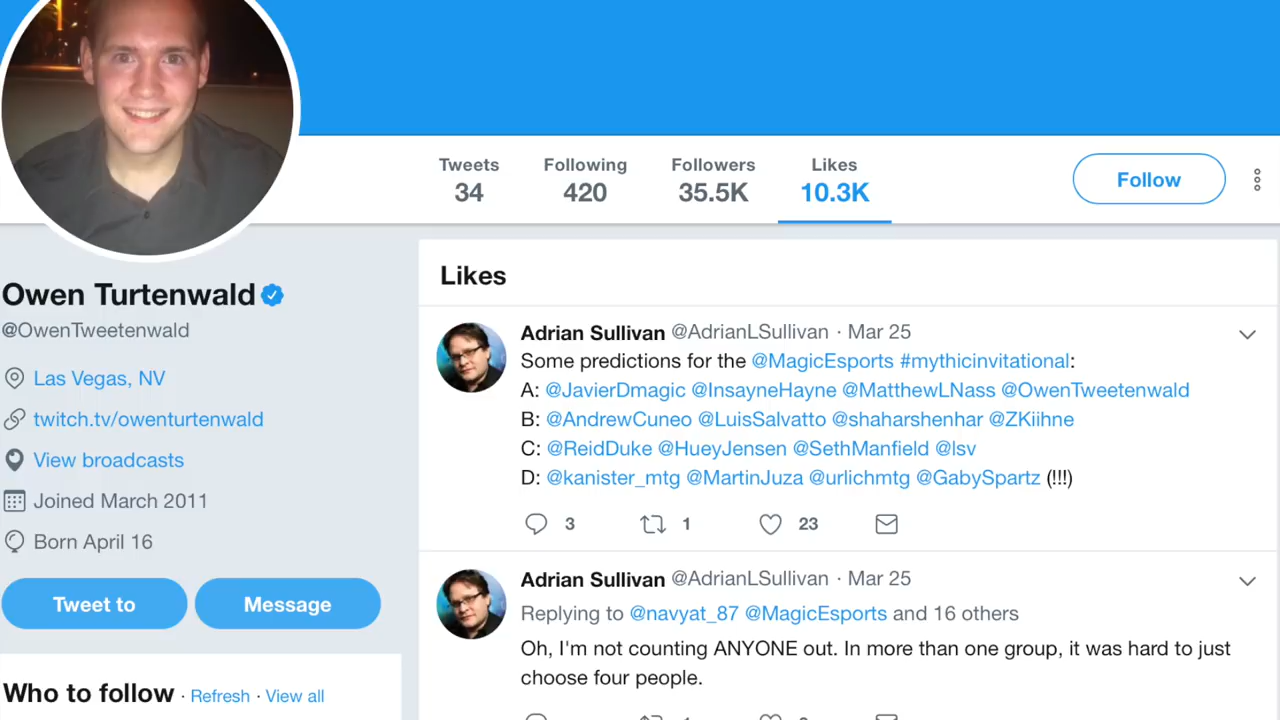 Tweets Following Followers Likes
34 420 35.5K 10.3K
Follow
Owen Turtenwald
@OwenTweetenwald
Las Vegas, NV
twitch.tv/owenturtenwald
View broadcasts
Joined March 2011
Born April 16
Tweet to Message
Who to follow · Refresh · View all
Likes
Adrian Sullivan @AdrianLSullivan · Mar 25
Some predictions for the @MagicEsports #mythicinvitational:
A: @JavierDmagic @InsayneHayne @MatthewLNass @OwenTweetenwald
B: @AndrewCuneo @LuisSalvatto @shaharshenhar @ZKiihne
C: @ReidDuke @HueyJensen @SethManfield @lsv
D: @kanister_mtg @MartinJuza @urlichmtg @GabySpartz (!!!)
3 1 23
Adrian Sullivan @AdrianLSullivan · Mar 25
Replying to @navyat_87 @MagicEsports and 16 others
Oh, I'm not counting ANYONE out. In more than one group, it was hard to just
choose four people.